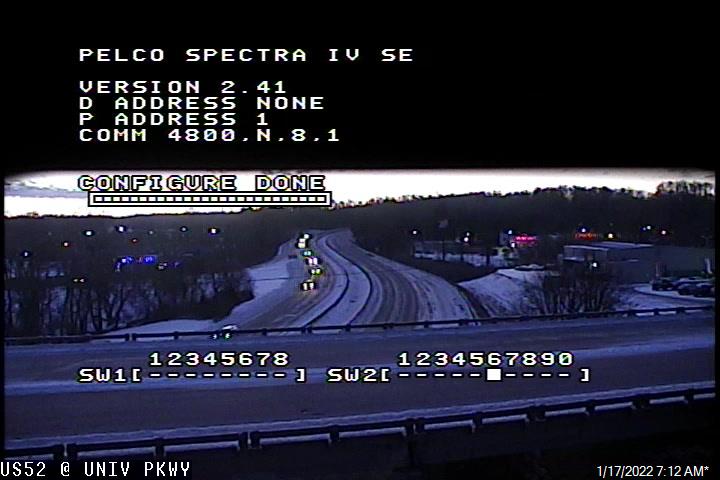 PELCO SPECTRA IV SE
VERSION 2.41
D ADDRESS NONE
P ADDRESS 1
COMM 4800,N,8,1
CONFIGURE DONE
12345678 1234567890
SW1[--------] SW2[-----■----]
US52 @ UNIV PKWY
1/17/2022 7:12 AM*